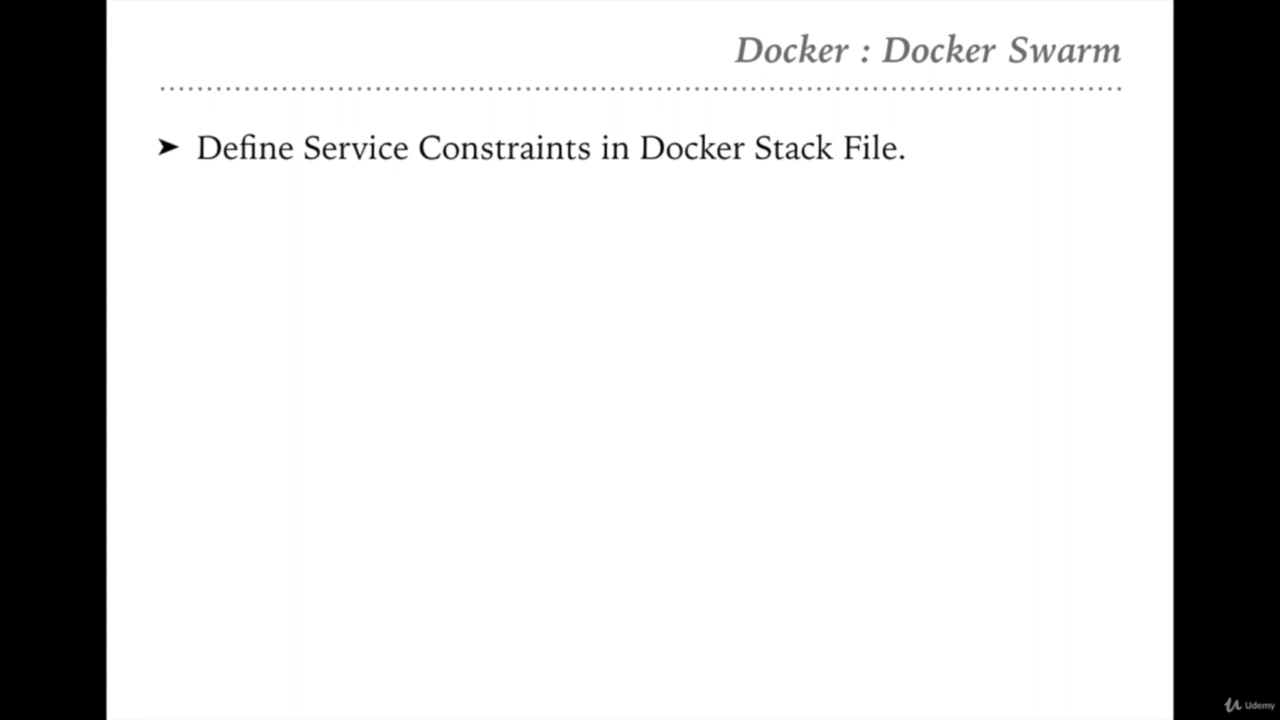 Docker : Docker Swarm
➤ Define Service Constraints in Docker Stack File.
Udemy